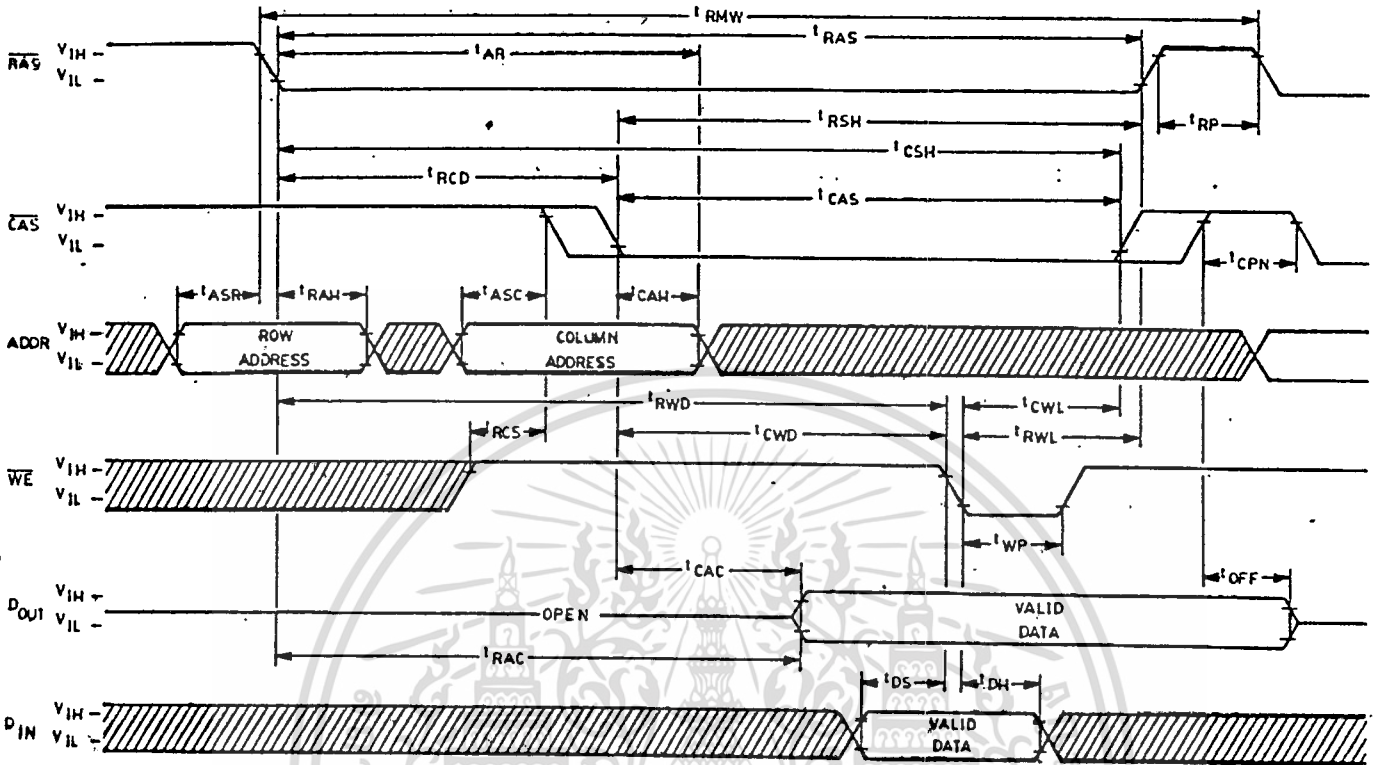 tRMW
tRAS
tAR
RAS VIH
VIL
tRSH
tRP
tCSH
tRCD
tCAS
CAS VIH
VIL
tCPN
tASR tRAH tASC tCAH
ADDR VIH
VIL
ROW ADDRESS
COLUMN ADDRESS
tRWD
tCWL
tRCS
tCWD
tRWL
WE VIH
VIL
tWP
tCAC
tOFF
DOUT VIH
VIL
OPEN
VALID DATA
tRAC
tDS tDH
DIN VIH
VIL
VALID DATA